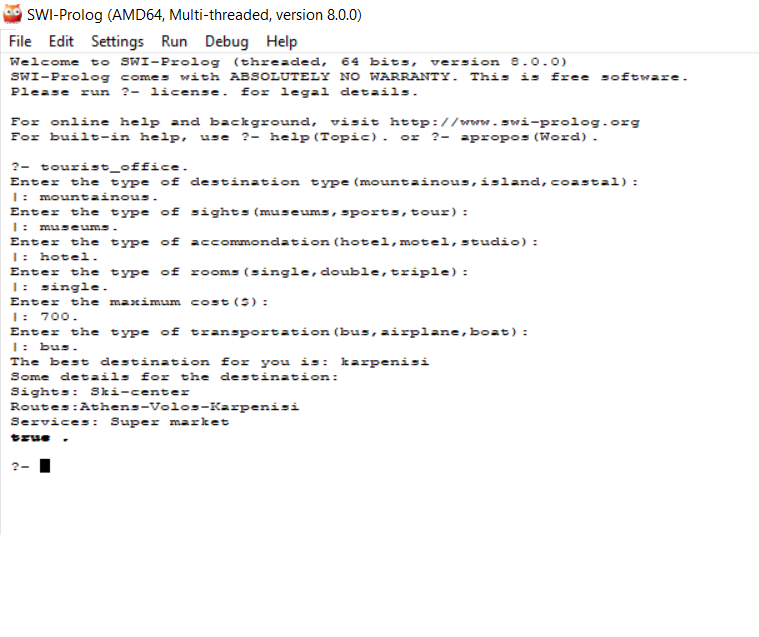 SWI-Prolog (AMD64, Multi-threaded, version 8.0.0)
File Edit Settings Run Debug Help
Welcome to SWI-Prolog (threaded, 64 bits, version 8.0.0)
SWI-Prolog comes with ABSOLUTELY NO WARRANTY. This is free software.
Please run ?- license. for legal details.
For online help and background, visit http://www.swi-prolog.org
For built-in help, use ?- help(Topic). or ?- apropos(Word).
?- tourist_office.
Enter the type of destination type(mountainous,island,coastal):
|: mountainous.
Enter the type of sights(museums,sports,tour):
|: museums.
Enter the type of accommondation(hotel,motel,studio):
|: hotel.
Enter the type of rooms(single,double,triple):
|: single.
Enter the maximum cost($):
|: 700.
Enter the type of transportation(bus,airplane,boat):
|: bus.
The best destination for you is: karpenisi
Some details for the destination:
Sights: Ski-center
Routes:Athens-Volos-Karpenisi
Services: Super market
true .
?-